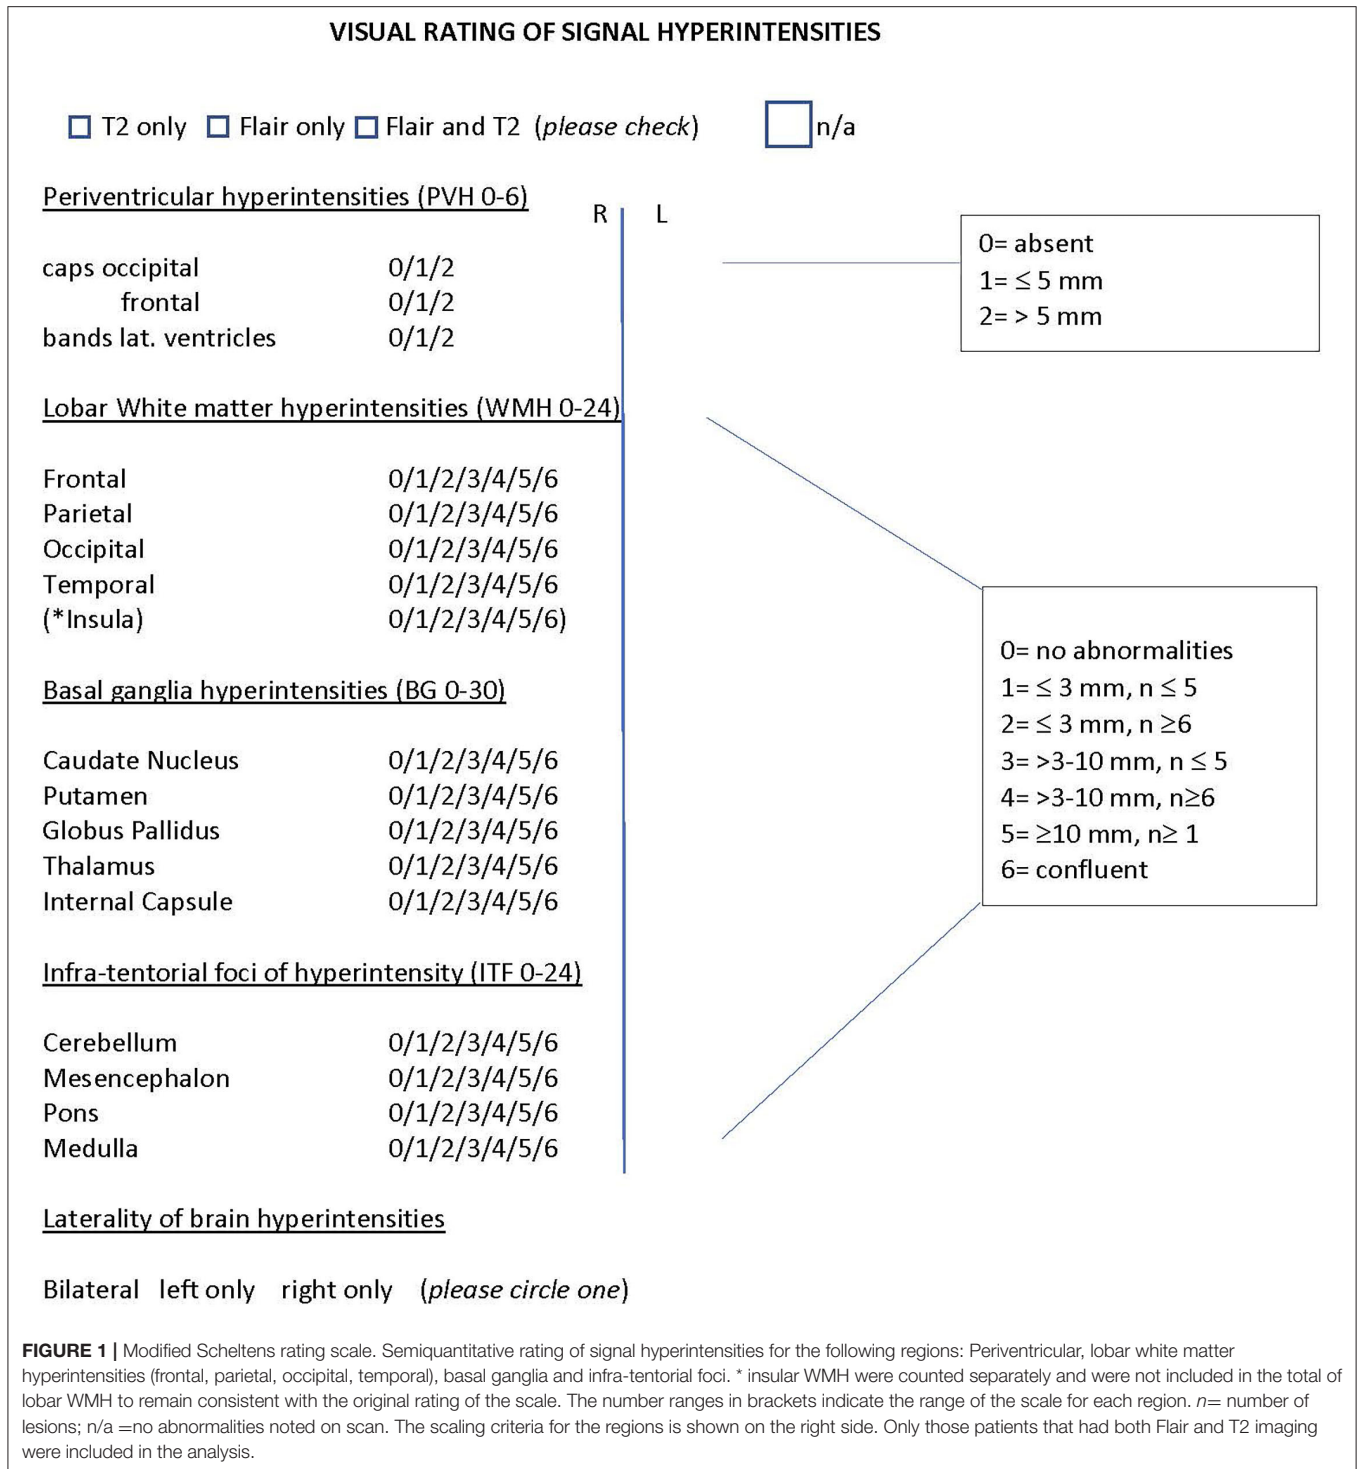 VISUAL RATING OF SIGNAL HYPERINTENSITIES
T2 only Flair only Flair and T2 (please check) n/a
Periventricular hyperintensities (PVH 0-6)
R L
caps occipital 0/1/2
frontal 0/1/2
bands lat. ventricles 0/1/2
0= absent
1= ≤ 5 mm
2= > 5 mm
Lobar White matter hyperintensities (WMH 0-24)
Frontal 0/1/2/3/4/5/6
Parietal 0/1/2/3/4/5/6
Occipital 0/1/2/3/4/5/6
Temporal 0/1/2/3/4/5/6
(*Insula) 0/1/2/3/4/5/6)
Basal ganglia hyperintensities (BG 0-30)
Caudate Nucleus 0/1/2/3/4/5/6
Putamen 0/1/2/3/4/5/6
Globus Pallidus 0/1/2/3/4/5/6
Thalamus 0/1/2/3/4/5/6
Internal Capsule 0/1/2/3/4/5/6
0= no abnormalities
1= ≤ 3 mm, n ≤ 5
2= ≤ 3 mm, n ≥6
3= >3-10 mm, n ≤ 5
4= >3-10 mm, n≥6
5= ≥10 mm, n≥ 1
6= confluent
Infra-tentorial foci of hyperintensity (ITF 0-24)
Cerebellum 0/1/2/3/4/5/6
Mesencephalon 0/1/2/3/4/5/6
Pons 0/1/2/3/4/5/6
Medulla 0/1/2/3/4/5/6
Laterality of brain hyperintensities
Bilateral left only right only (please circle one)
FIGURE 1 | Modified Scheltens rating scale. Semiquantitative rating of signal hyperintensities for the following regions: Periventricular, lobar white matter
hyperintensities (frontal, parietal, occipital, temporal), basal ganglia and infra-tentorial foci. * insular WMH were counted separately and were not included in the total of
lobar WMH to remain consistent with the original rating of the scale. The number ranges in brackets indicate the range of the scale for each region. n= number of
lesions; n/a =no abnormalities noted on scan. The scaling criteria for the regions is shown on the right side. Only those patients that had both Flair and T2 imaging
were included in the analysis.